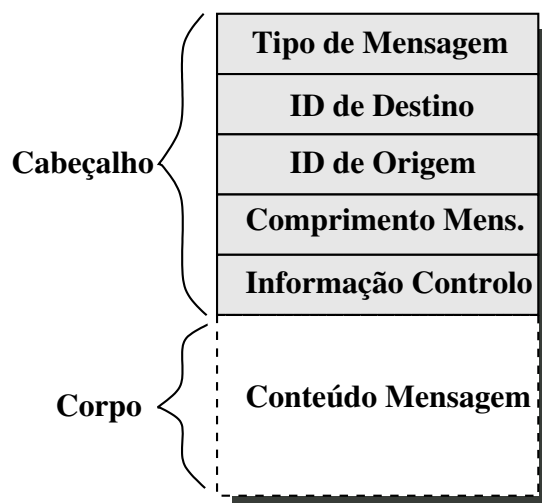 Tipo de Mensagem
ID de Destino
Cabeçalho
ID de Origem
Comprimento Mens.
Informação Controlo
Corpo
Conteúdo Mensagem